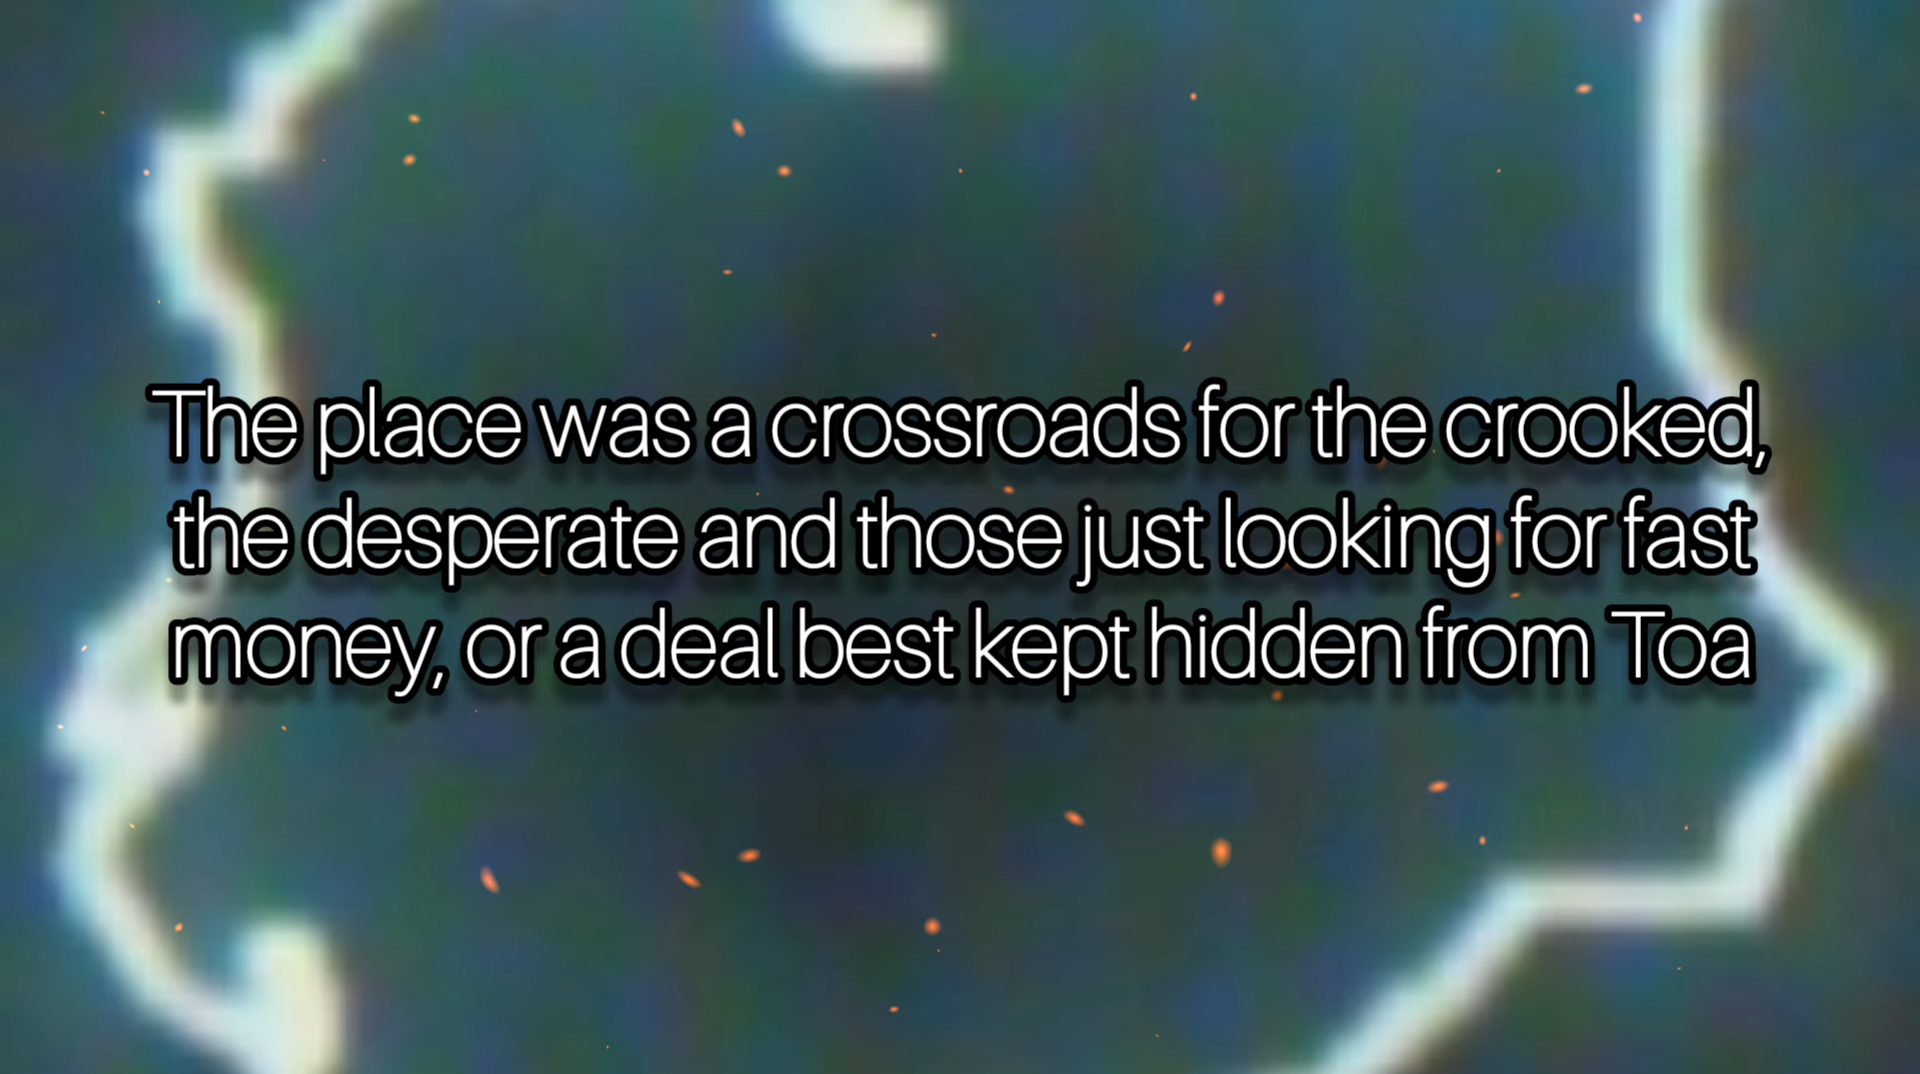 The place was a crossroads for the crooked,
the desperate and those just looking for fast
money, or a deal best kept hidden from Toa